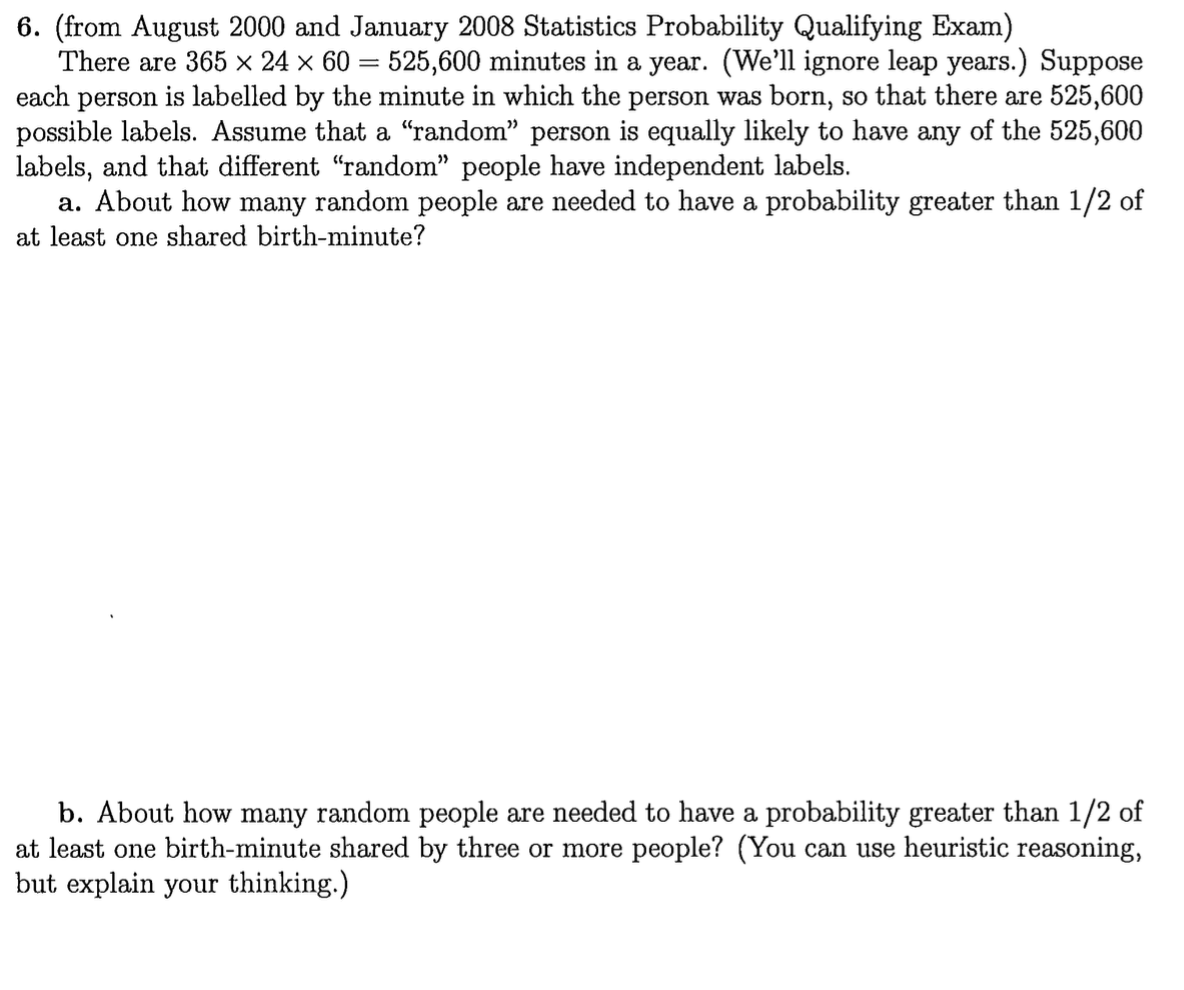 6. (from August 2000 and January 2008 Statistics Probability Qualifying Exam)
There are 365 × 24 × 60 = 525,600 minutes in a year. (We'll ignore leap years.) Suppose
each person is labelled by the minute in which the person was born, so that there are 525,600
possible labels. Assume that a “random” person is equally likely to have any of the 525,600
labels, and that different “random” people have independent labels.
a. About how many random people are needed to have a probability greater than 1/2 of
at least one shared birth-minute?
b. About how many random people are needed to have a probability greater than 1/2 of
at least one birth-minute shared by three or more people? (You can use heuristic reasoning,
but explain your thinking.)